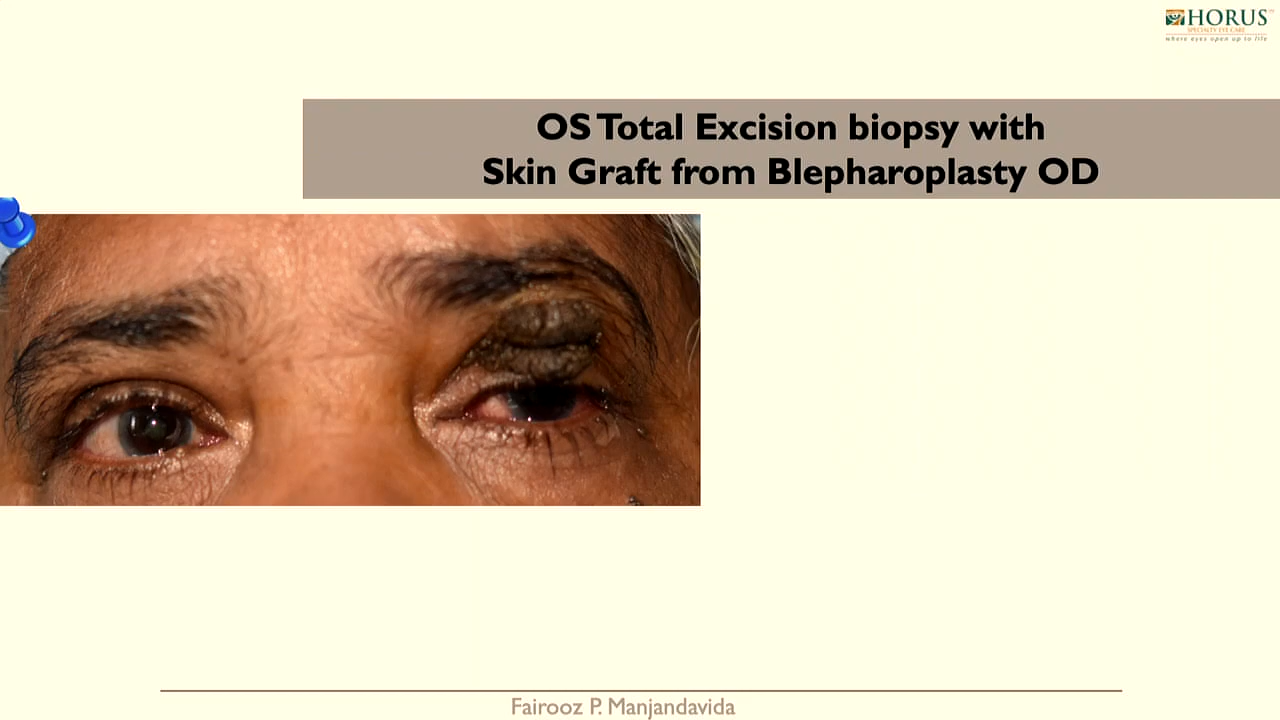 HORUS
SPECIALTY EYE CARE
where eyes open up to life
OS Total Excision biopsy with
Skin Graft from Blepharoplasty OD
Fairooz P. Manjandavida